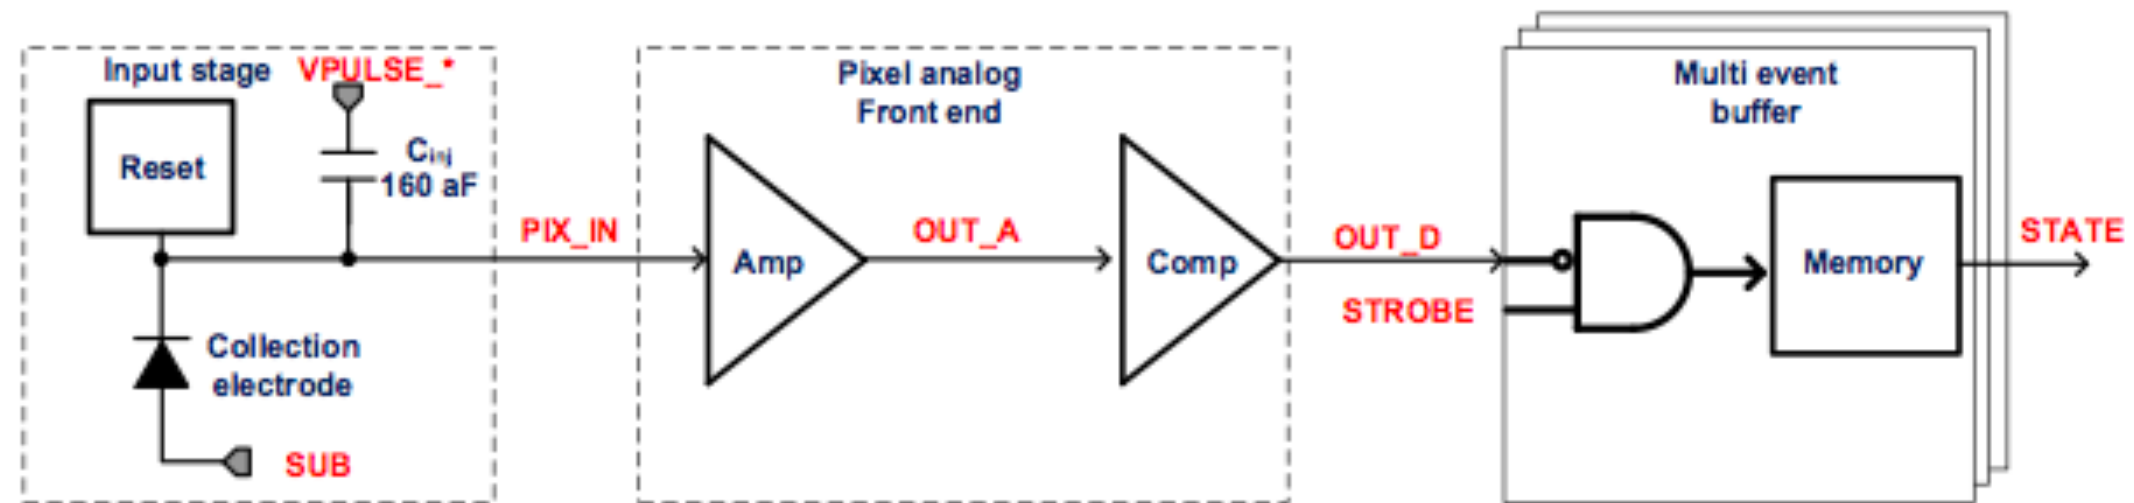 Input stage
VPULSE_*
Reset
Cinj
160 aF
Collection
electrode
SUB
PIX_IN
Pixel analog
Front end
Amp
OUT_A
Comp
OUT_D
STROBE
Multi event
buffer
Memory
STATE